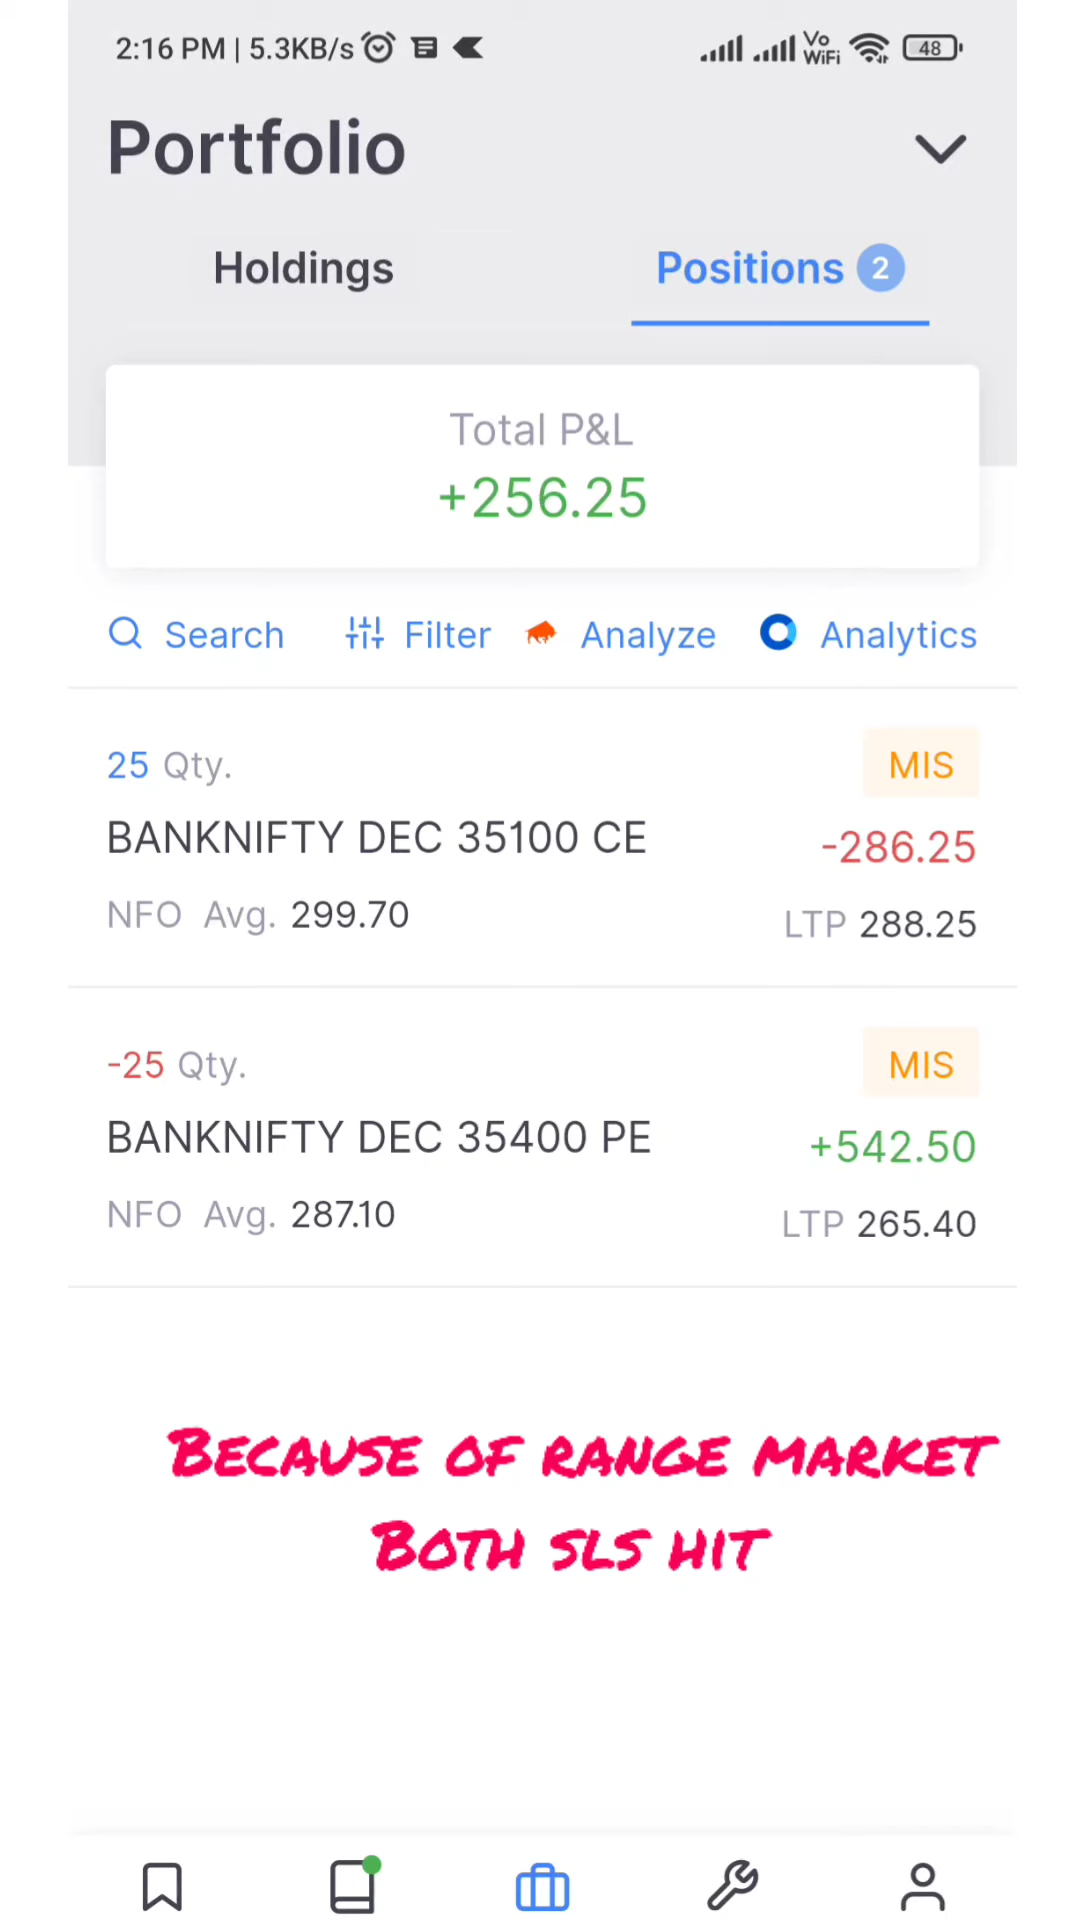 2:16 PM | 5.3KB/s Vo WiFi 48
Portfolio
Holdings Positions 2
Total P&L
+256.25
Search Filter Analyze Analytics
25 Qty. MIS
BANKNIFTY DEC 35100 CE -286.25
NFO Avg. 299.70 LTP 288.25
-25 Qty. MIS
BANKNIFTY DEC 35400 PE +542.50
NFO Avg. 287.10 LTP 265.40
BECAUSE OF RANGE MARKET
BOTH SLS HIT